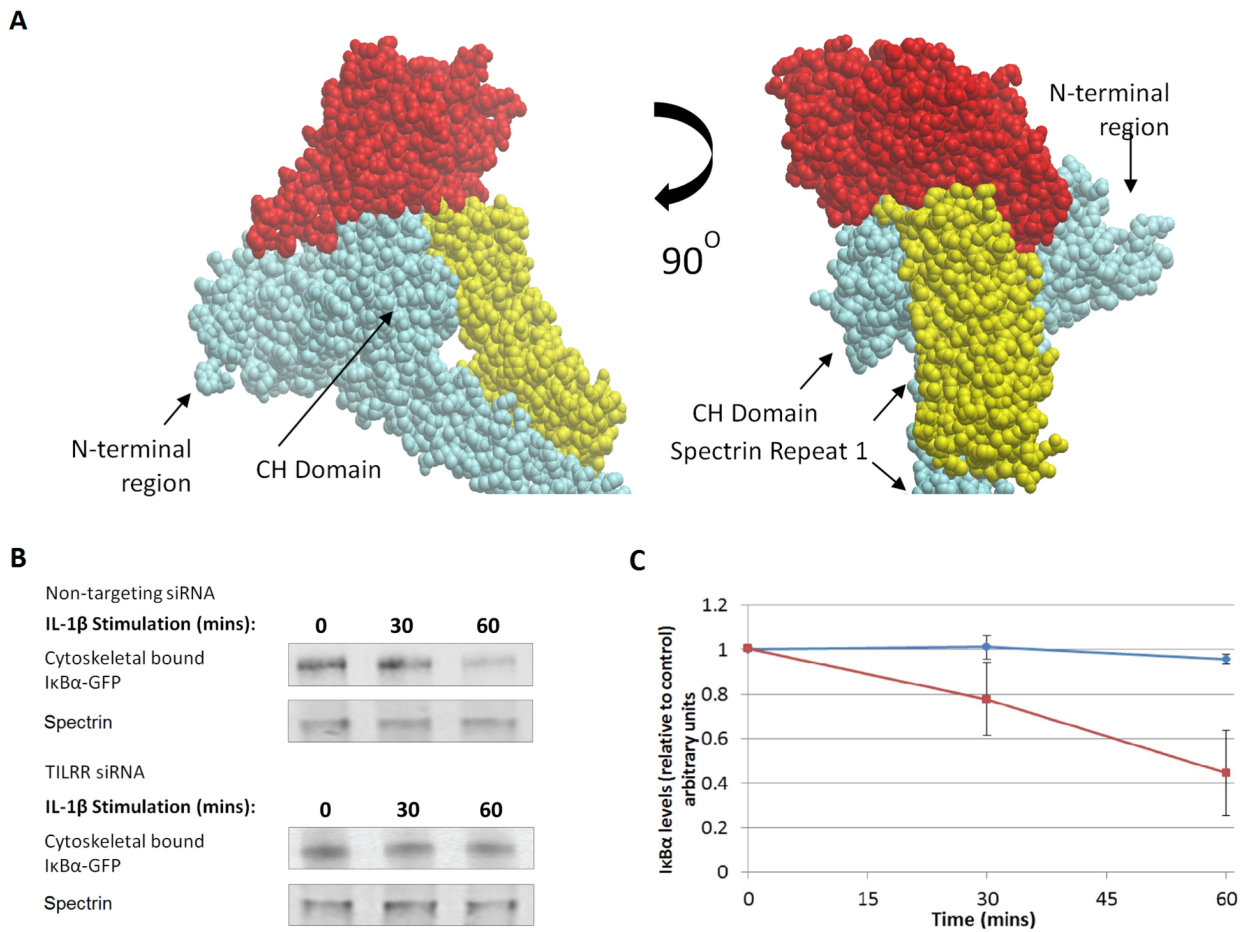 A
N-terminal
region
CH Domain
90O
N-terminal
region
CH Domain
Spectrin Repeat 1
B
Non-targeting siRNA
IL-1β Stimulation (mins): 0 30 60
Cytoskeletal bound
IκBα-GFP
Spectrin
TILRR siRNA
IL-1β Stimulation (mins): 0 30 60
Cytoskeletal bound
IκBα-GFP
Spectrin
C
IκBα levels (relative to control)
arbitrary units
1.2
1
0.8
0.6
0.4
0.2
0
0 15 30 45 60
Time (mins)